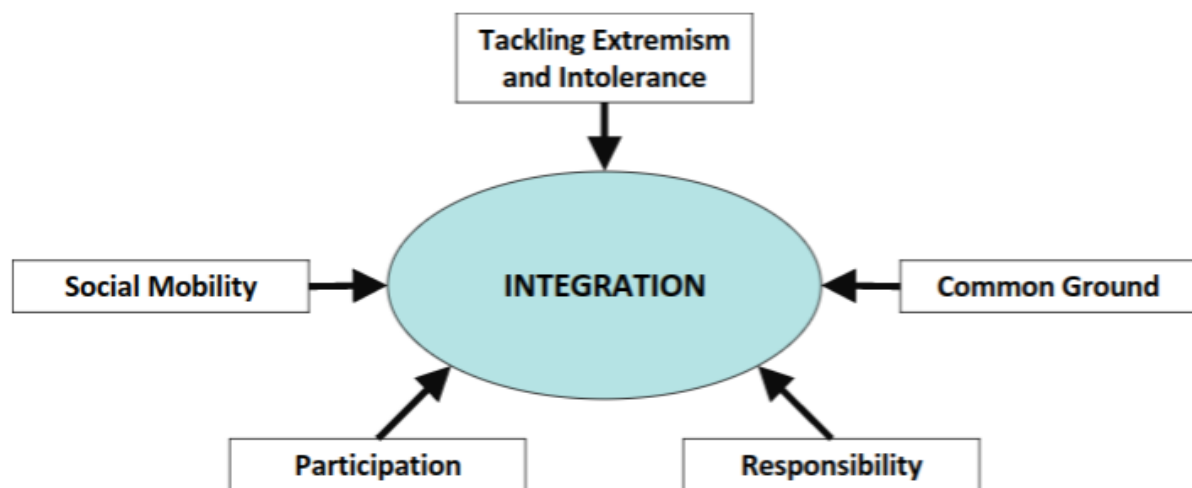 Tackling Extremism
and Intolerance
Social Mobility
INTEGRATION
Common Ground
Participation
Responsibility